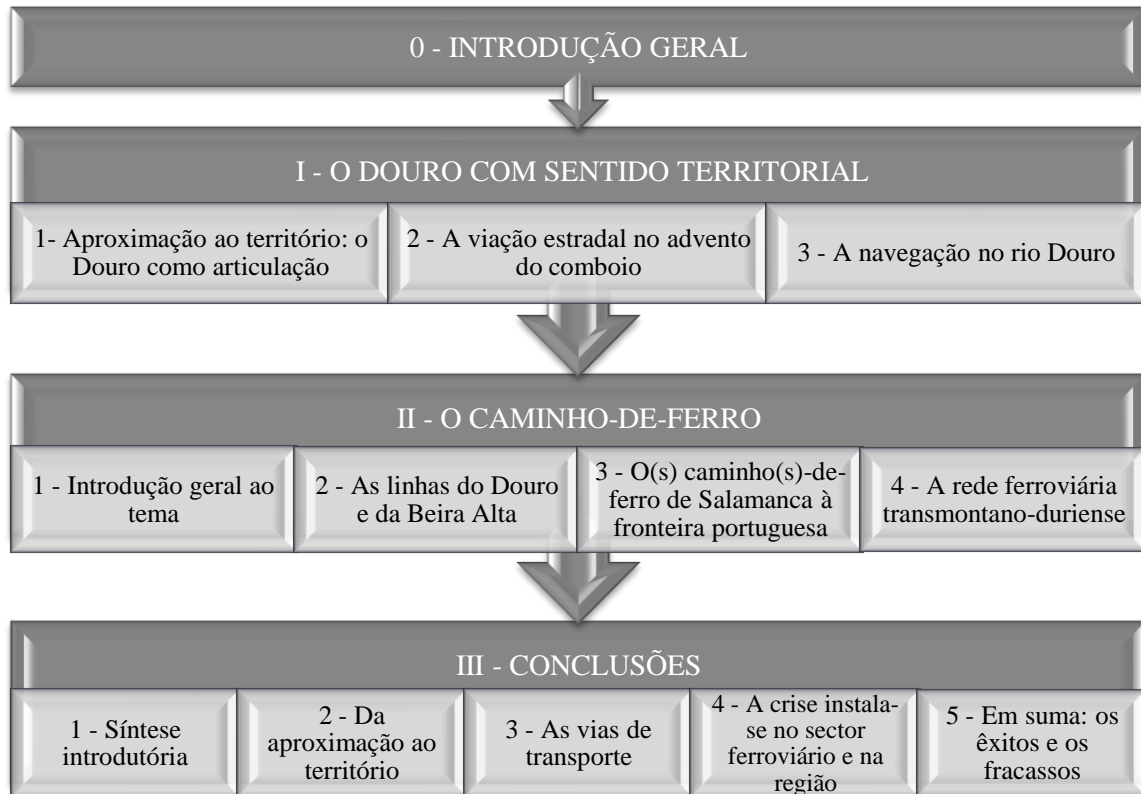 0 - INTRODUÇÃO GERAL
I - O DOURO COM SENTIDO TERRITORIAL
1- Aproximação ao território: o
Douro como articulação
2 - A viação estradal no advento
do comboio
3 - A navegação no rio Douro
II - O CAMINHO-DE-FERRO
1 - Introdução geral ao
tema
2 - As linhas do Douro
e da Beira Alta
3 - O(s) caminho(s)-de-
ferro de Salamanca à
fronteira portuguesa
4 - A rede ferroviária
transmontano-duriense
III - CONCLUSÕES
1 - Síntese
introdutória
2 - Da
aproximação ao
território
3 - As vias de
transporte
4 - A crise instala-
se no sector
ferroviário e na
região
5 - Em suma: os
êxitos e os
fracassos